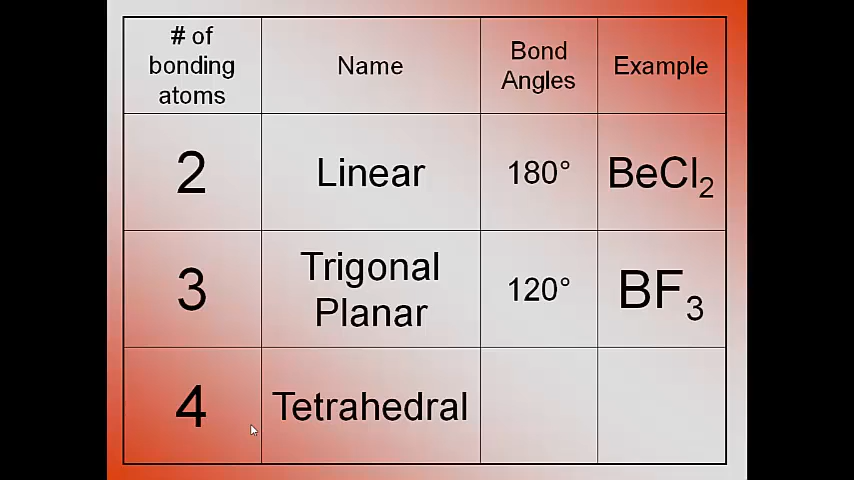 # of
bonding
atoms
Name
Bond
Angles
Example
2
Linear
180°
BeCl₂
3
Trigonal
Planar
120°
BF₃
4
Tetrahedral